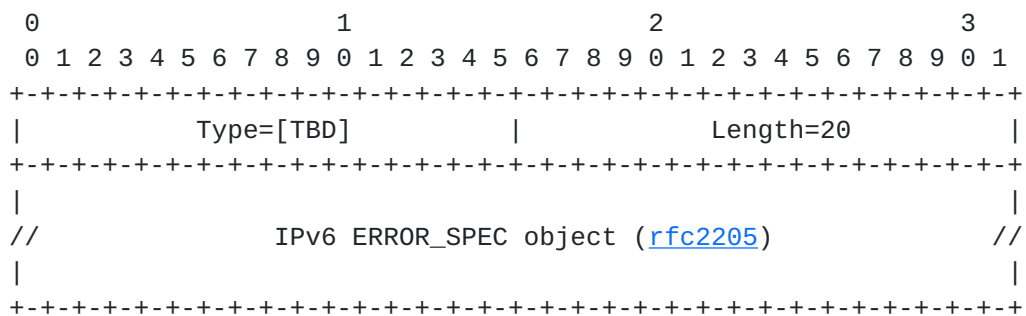 0                   1                   2                   3
 0 1 2 3 4 5 6 7 8 9 0 1 2 3 4 5 6 7 8 9 0 1 2 3 4 5 6 7 8 9 0 1
+-+-+-+-+-+-+-+-+-+-+-+-+-+-+-+-+-+-+-+-+-+-+-+-+-+-+-+-+-+-+-+-+
|           Type=[TBD]          |            Length=20          |
+-+-+-+-+-+-+-+-+-+-+-+-+-+-+-+-+-+-+-+-+-+-+-+-+-+-+-+-+-+-+-+-+
|                                                               |
//               IPv6 ERROR_SPEC object (rfc2205)              //
|                                                               |
+-+-+-+-+-+-+-+-+-+-+-+-+-+-+-+-+-+-+-+-+-+-+-+-+-+-+-+-+-+-+-+-+